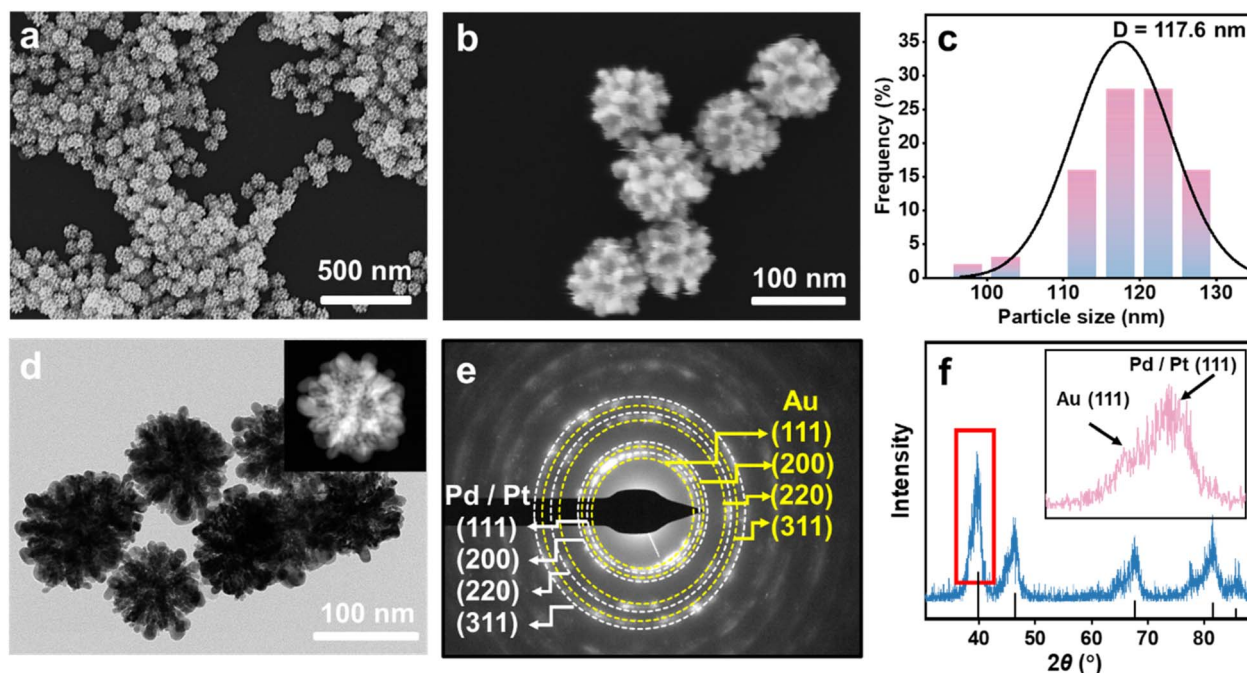 a
500 nm
b
100 nm
c
D = 117.6 nm
Frequency (%)
35
30
25
20
15
10
5
0
100
110
120
130
Particle size (nm)
d
100 nm
e
Au
(111)
(200)
(220)
(311)
Pd / Pt
(111)
(200)
(220)
(311)
f
Pd / Pt (111)
Au (111)
Intensity
40
50
60
70
80
2θ (°)